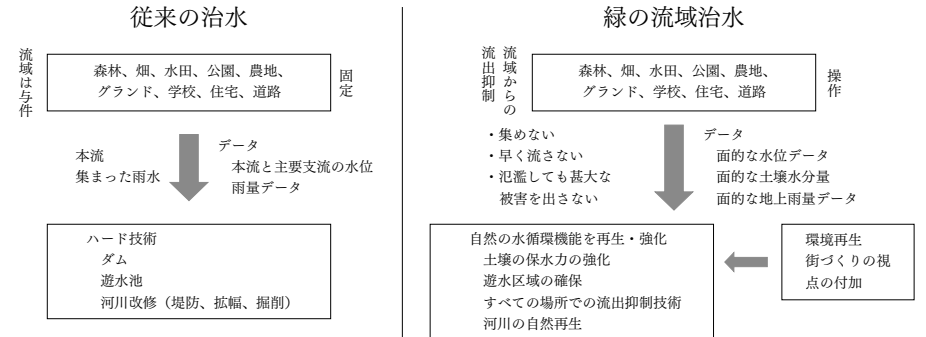 従来の治水
流域は与件
森林、畑、水田、公園、農地、
グランド、学校、住宅、道路
固定
本流
集まった雨水
データ
本流と主要支流の水位
雨量データ
ハード技術
ダム
遊水池
河川改修（堤防、拡幅、掘削）
緑の流域治水
流域からの
流出抑制
森林、畑、水田、公園、農地、
グランド、学校、住宅、道路
操作
・集めない
・早く流さない
・氾濫しても甚大な
被害を出さない
データ
面的な水位データ
面的な土壌水分量
面的な地上雨量データ
自然の水循環機能を再生・強化
土壌の保水力の強化
遊水区域の確保
すべての場所での流出抑制技術
河川の自然再生
環境再生
街づくりの視
点の付加